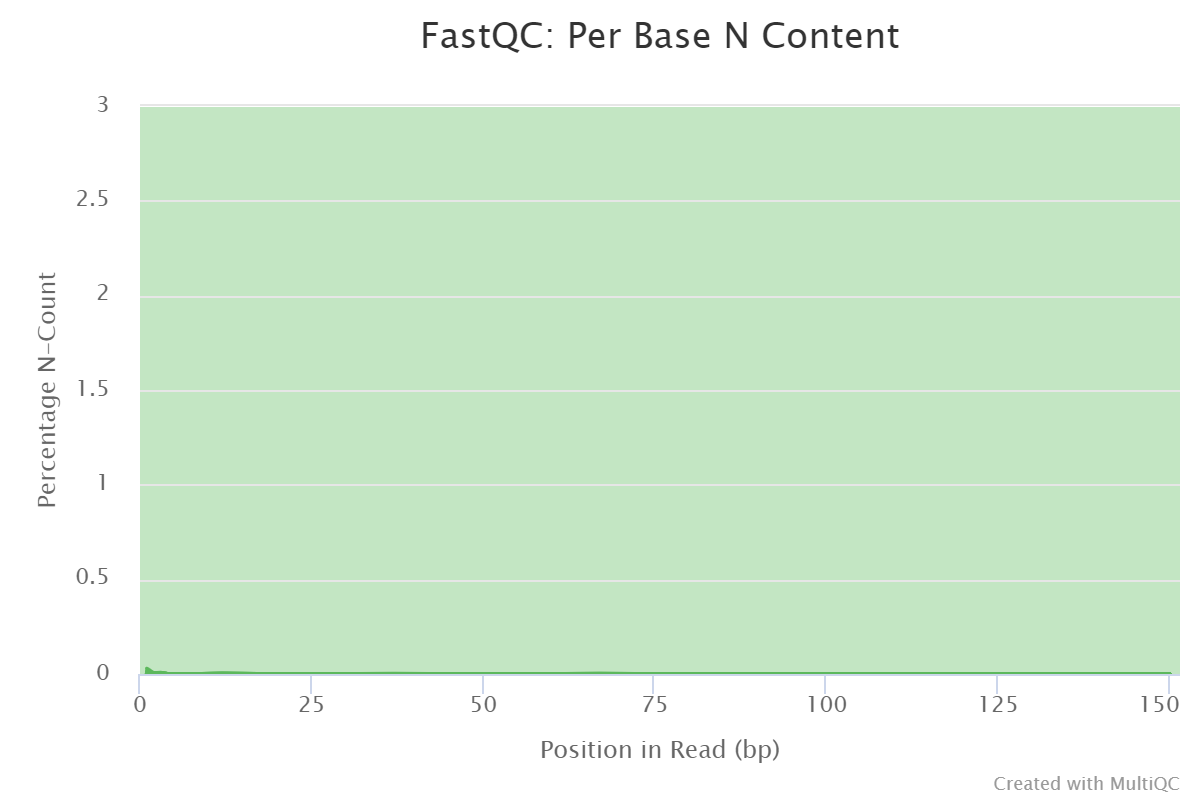 FastQC: Per Base N Content
3
2.5
2
1.5
1
0.5
0
Percentage N-Count
0 25 50 75 100 125 150
Position in Read (bp)
Created with MultiQC